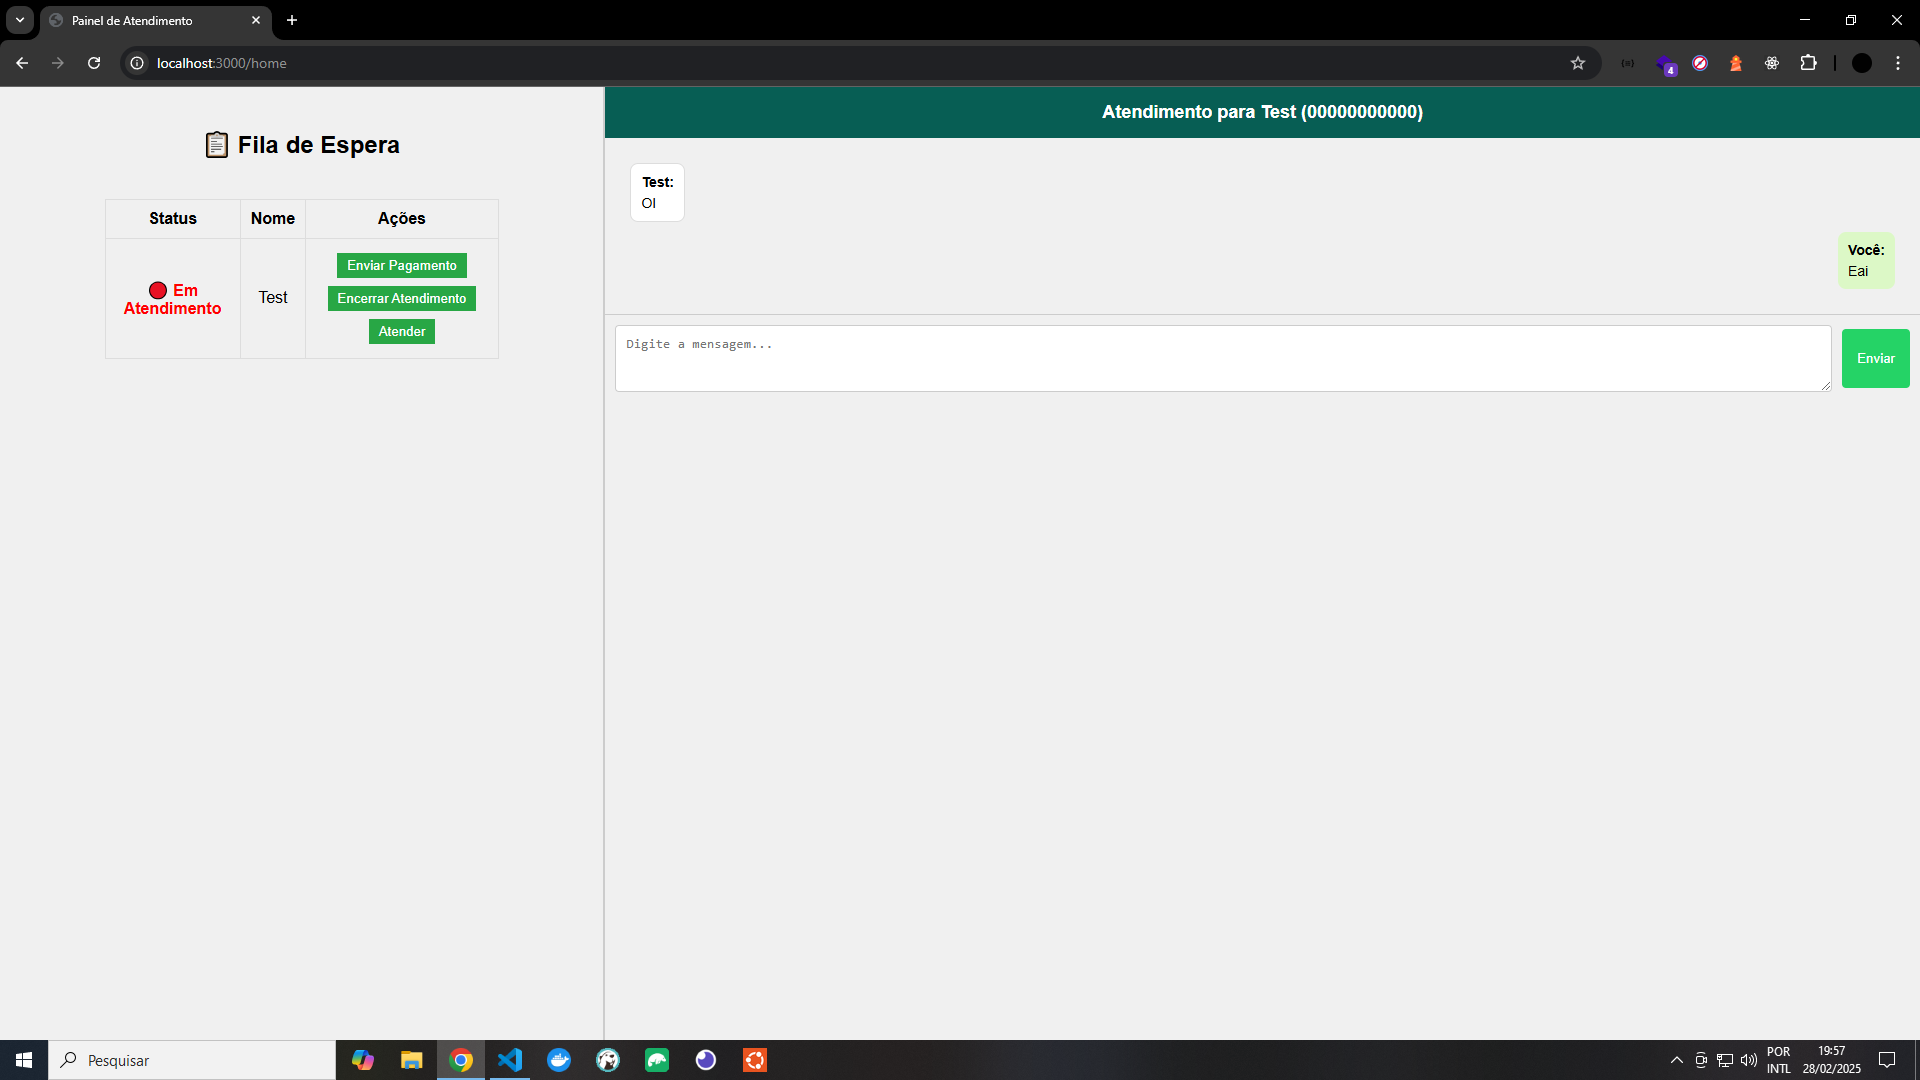 Painel de Atendimento
localhost:3000/home
4
📋 Fila de Espera
Status Nome Ações
🔴 Em
Atendimento
Test
Enviar Pagamento
Encerrar Atendimento
Atender
Atendimento para Test (00000000000)
Test:
OI
Você:
Eai
Digite a mensagem...
Enviar
Pesquisar
POR
INTL
19:57
28/02/2025